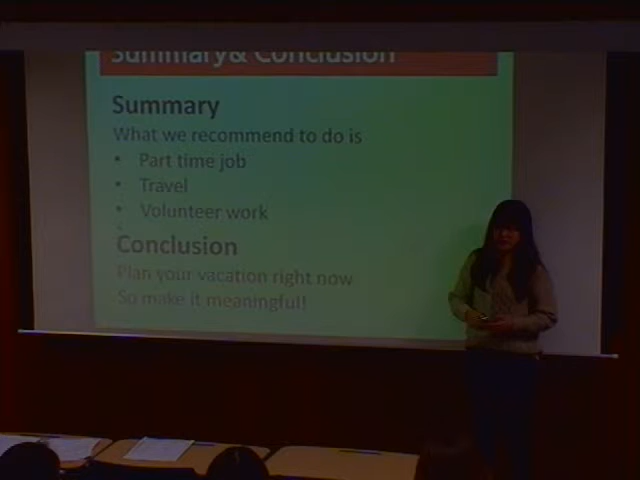 Summary& Conclusion
Summary
What we recommend to do is
• Part time job
• Travel
• Volunteer work
Conclusion
Plan your vacation right now
So make it meaningful!